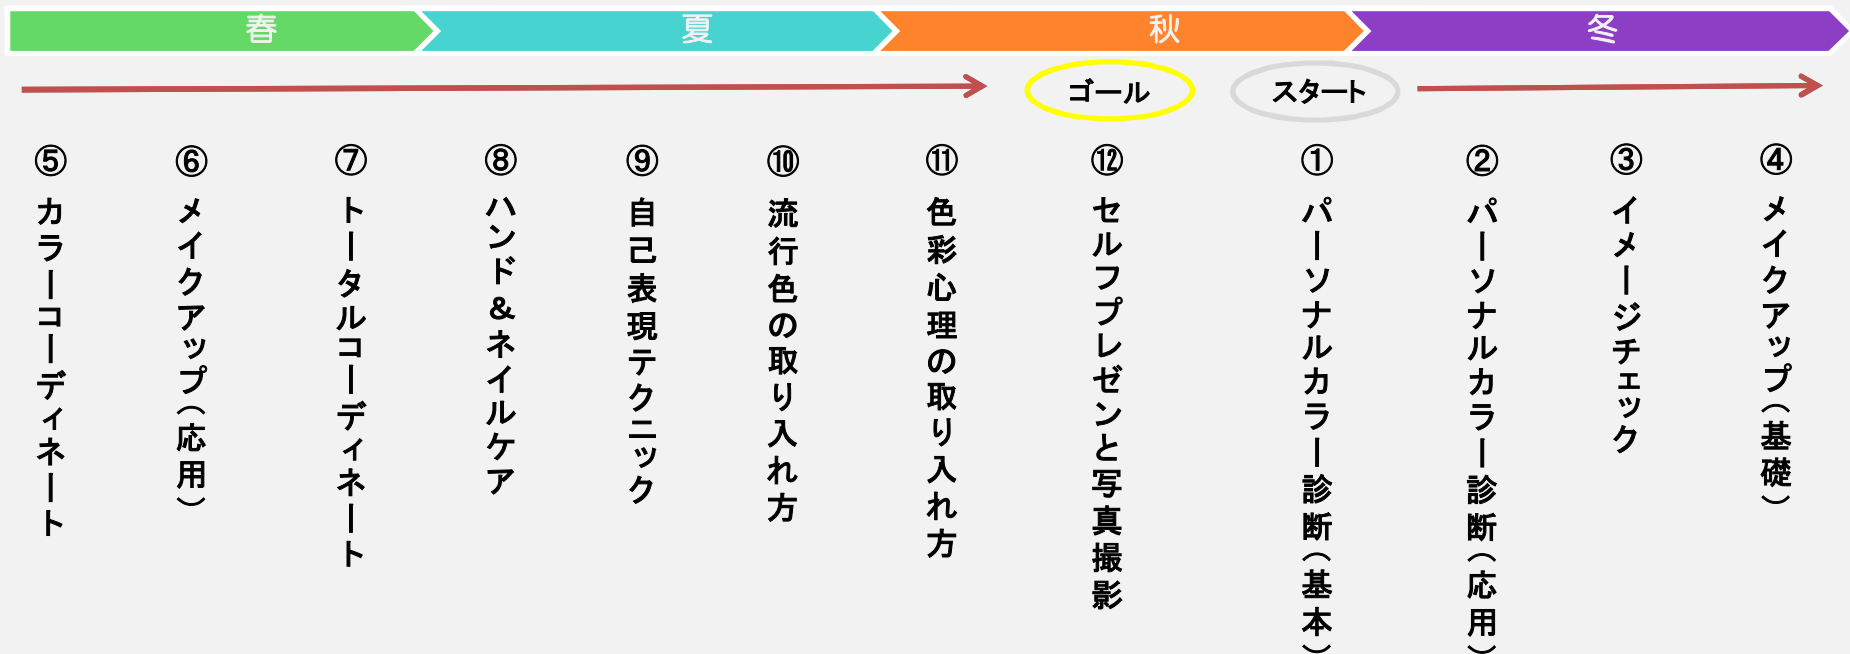 春
夏
秋
冬
ゴール
スタート
⑤カラーコーディネート
⑥メイクアップ（応用）
⑦トータルコーディネート
⑧ハンド＆ネイルケア
⑨自己表現テクニック
⑩流行色の取り入れ方
⑪色彩心理の取り入れ方
⑫セルフプレゼンと写真撮影
①パーソナルカラー診断（基本）
②パーソナルカラー診断（応用）
③イメージチェック
④メイクアップ（基礎）